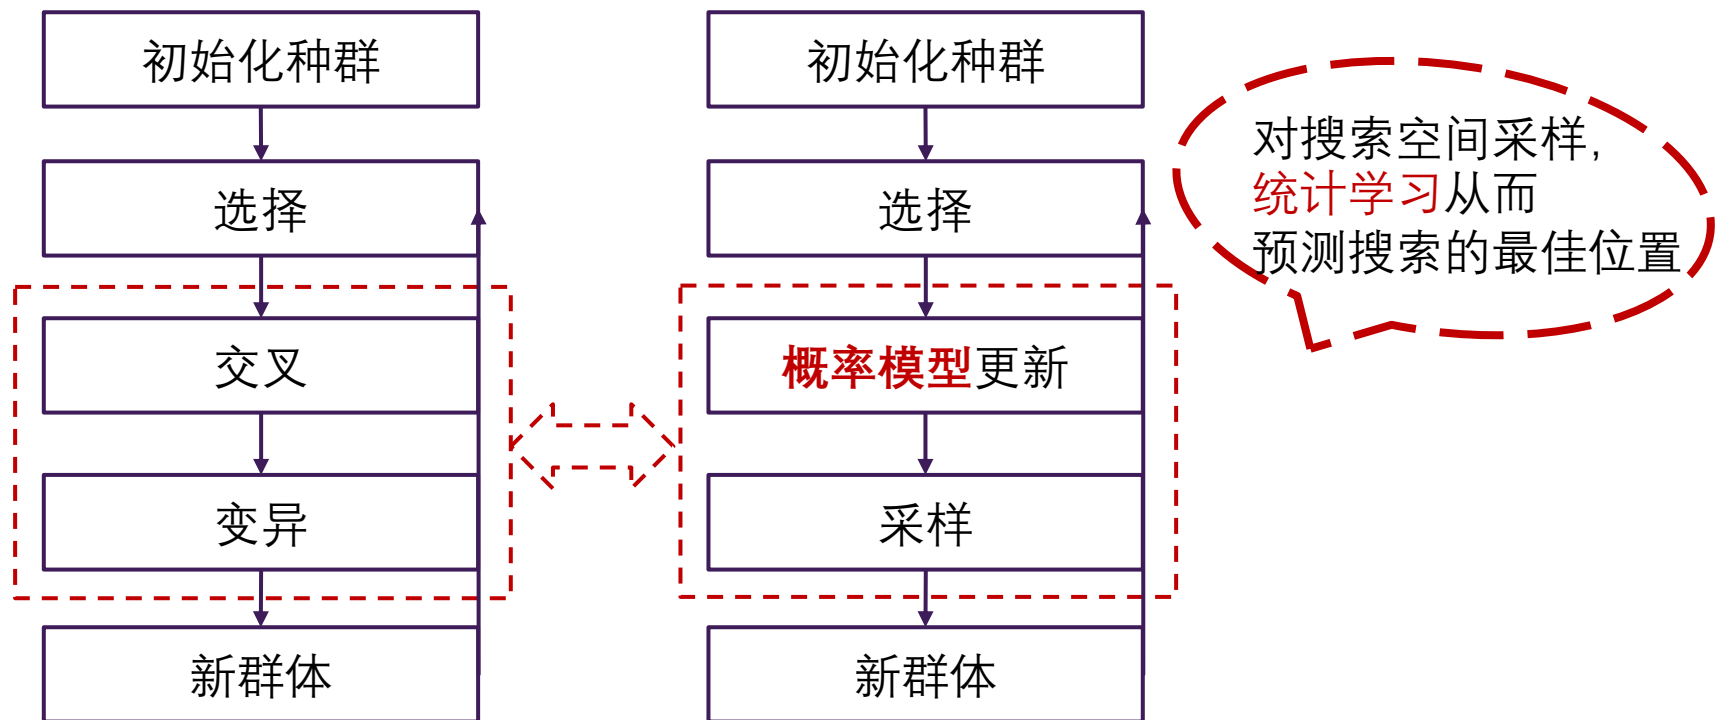 初始化种群
选择
交叉
变异
新群体
初始化种群
选择
概率模型更新
采样
新群体
对搜索空间采样,
统计学习从而
预测搜索的最佳位置